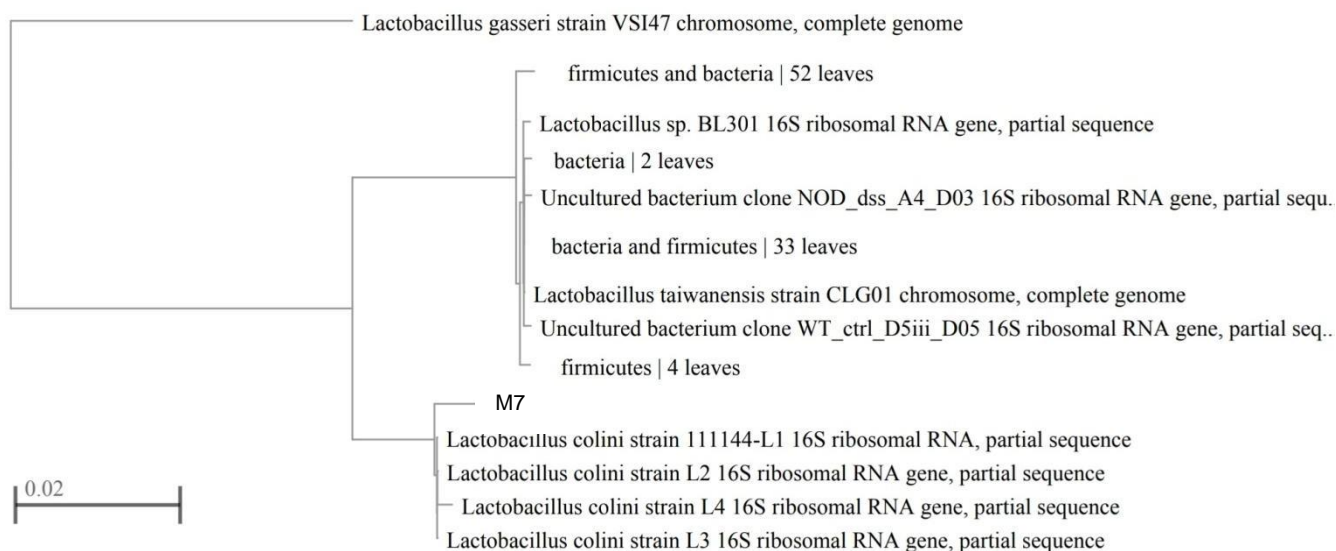 Lactobacillus gasseri strain VSI47 chromosome, complete genome
firmicutes and bacteria | 52 leaves
Lactobacillus sp. BL301 16S ribosomal RNA gene, partial sequence
bacteria | 2 leaves
Uncultured bacterium clone NOD_dss_A4_D03 16S ribosomal RNA gene, partial sequ..
bacteria and firmicutes | 33 leaves
Lactobacillus taiwanensis strain CLG01 chromosome, complete genome
Uncultured bacterium clone WT_ctrl_D5iii_D05 16S ribosomal RNA gene, partial seq..
firmicutes | 4 leaves
M7
Lactobacillus colini strain 111144-L1 16S ribosomal RNA, partial sequence
Lactobacillus colini strain L2 16S ribosomal RNA gene, partial sequence
0.02
Lactobacillus colini strain L4 16S ribosomal RNA gene, partial sequence
Lactobacillus colini strain L3 16S ribosomal RNA gene, partial sequence